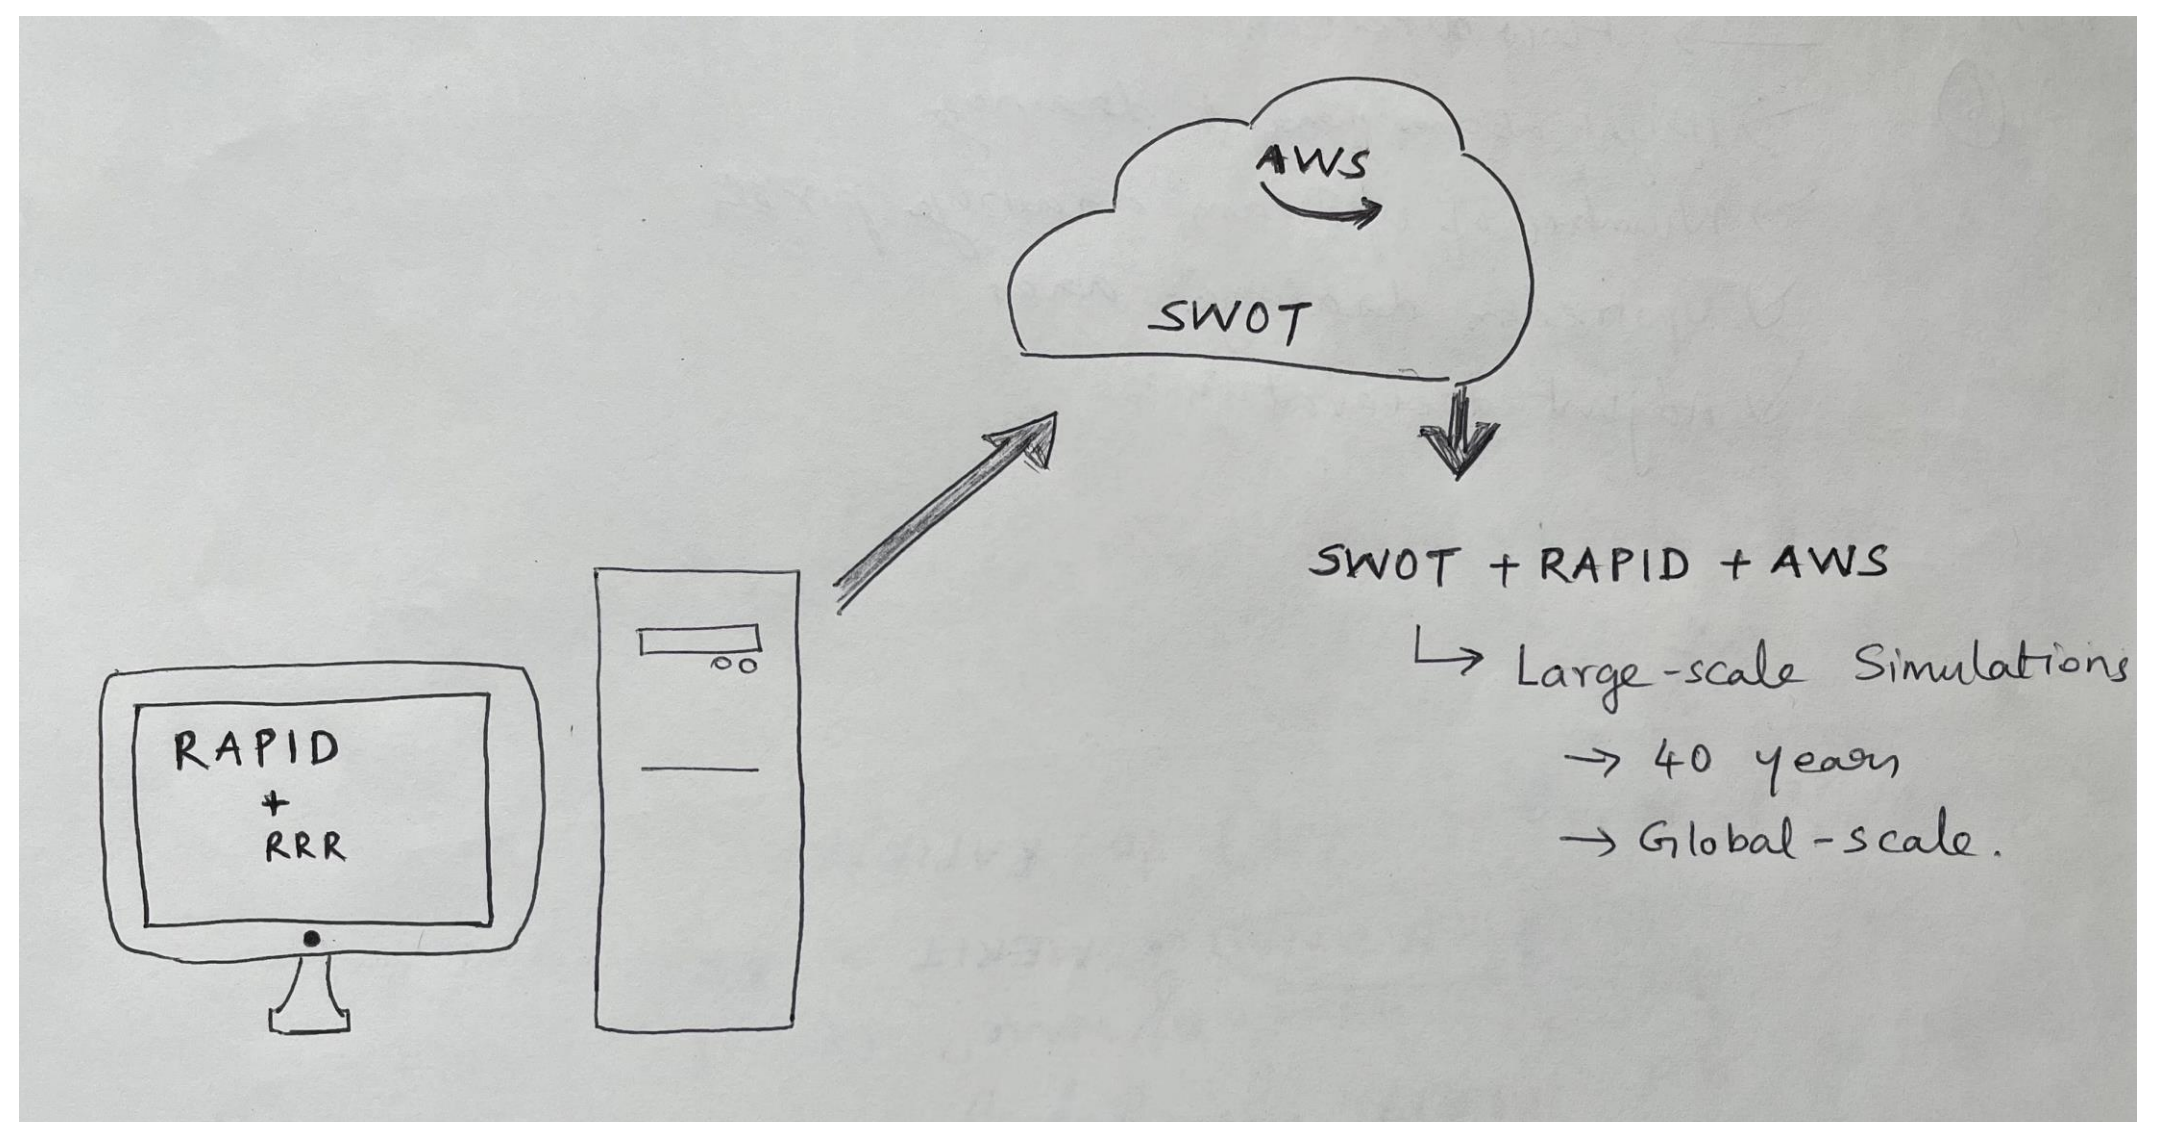 AWS
SWOT
SWOT + RAPID + AWS
Large-scale Simulations
→ 40 years
→ Global-scale.
RAPID
+
RRR